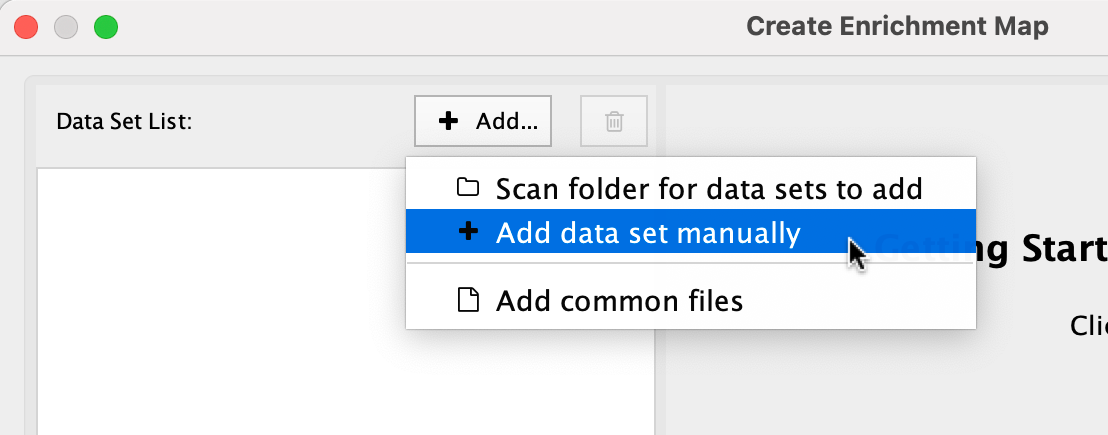 Create Enrichment Map
Data Set List:
Add...
Scan folder for data sets to add
Add data set manually
Getting Start
Add common files
Clic